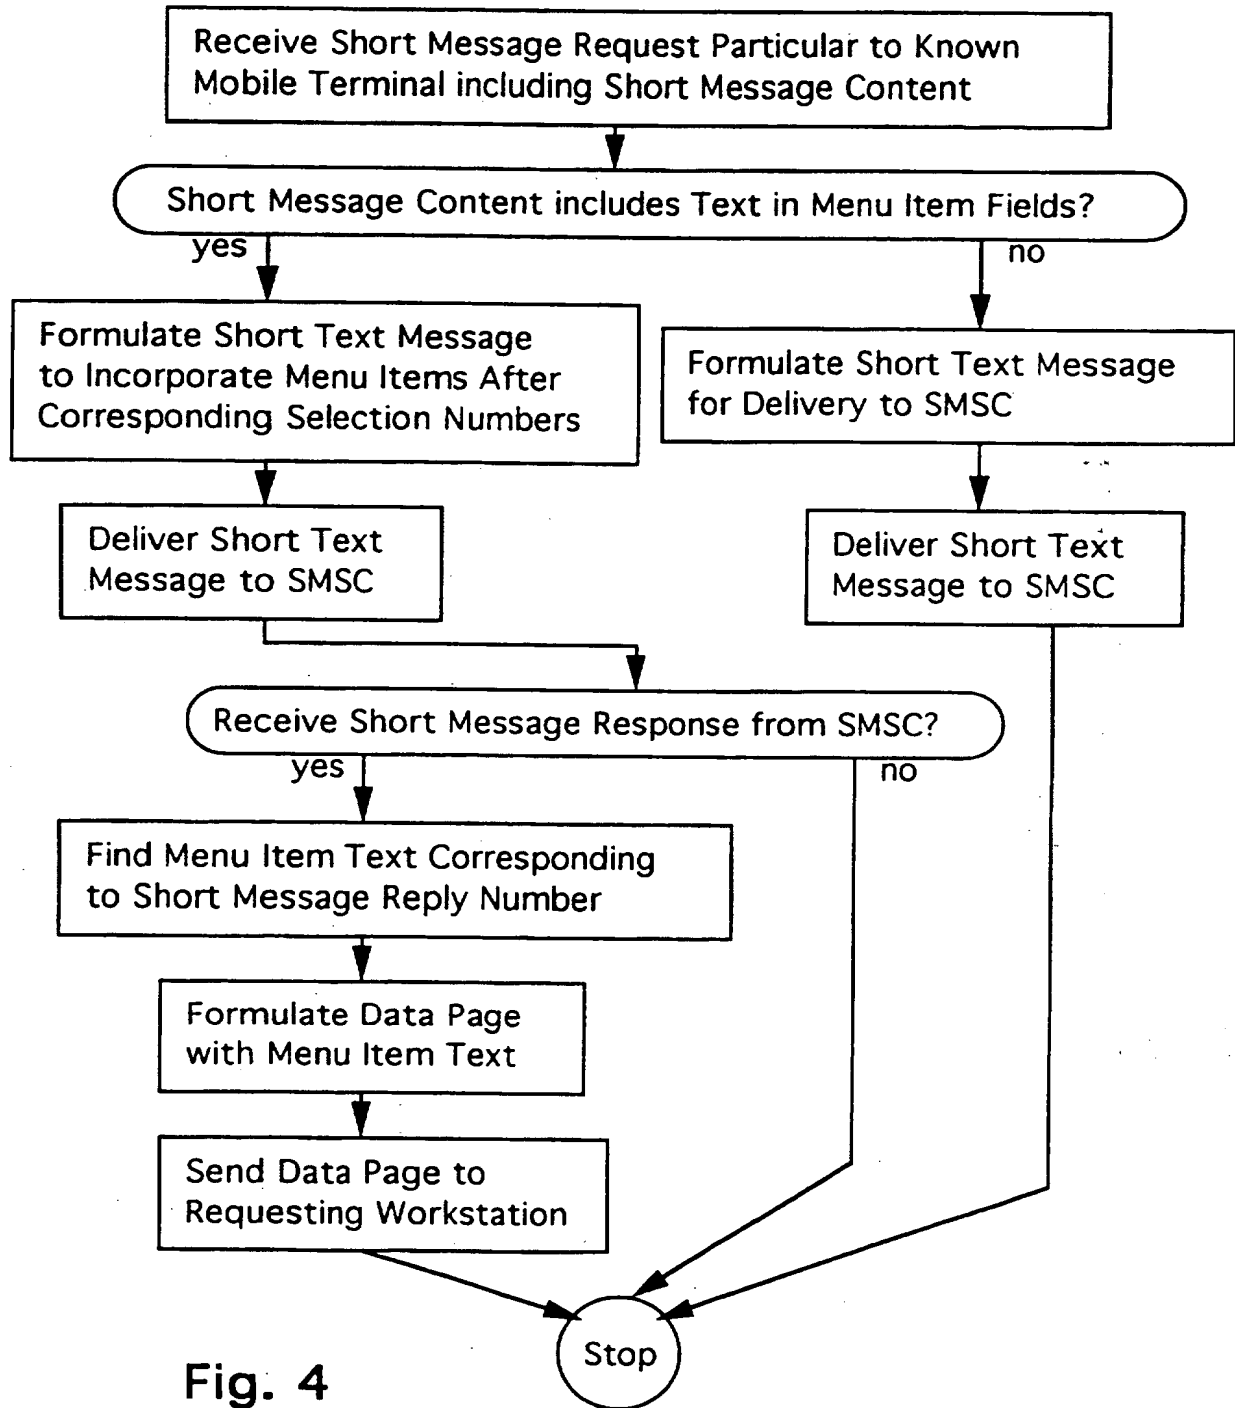 Receive Short Message Request Particular to Known
Mobile Terminal including Short Message Content
Short Message Content includes Text in Menu Item Fields?
yes
no
Formulate Short Text Message
to Incorporate Menu Items After
Corresponding Selection Numbers
Formulate Short Text Message
for Delivery to SMSC
Deliver Short Text
Message to SMSC
Deliver Short Text
Message to SMSC
Receive Short Message Response from SMSC?
yes
no
Find Menu Item Text Corresponding
to Short Message Reply Number
Formulate Data Page
with Menu Item Text
Send Data Page to
Requesting Workstation
Stop
Fig. 4